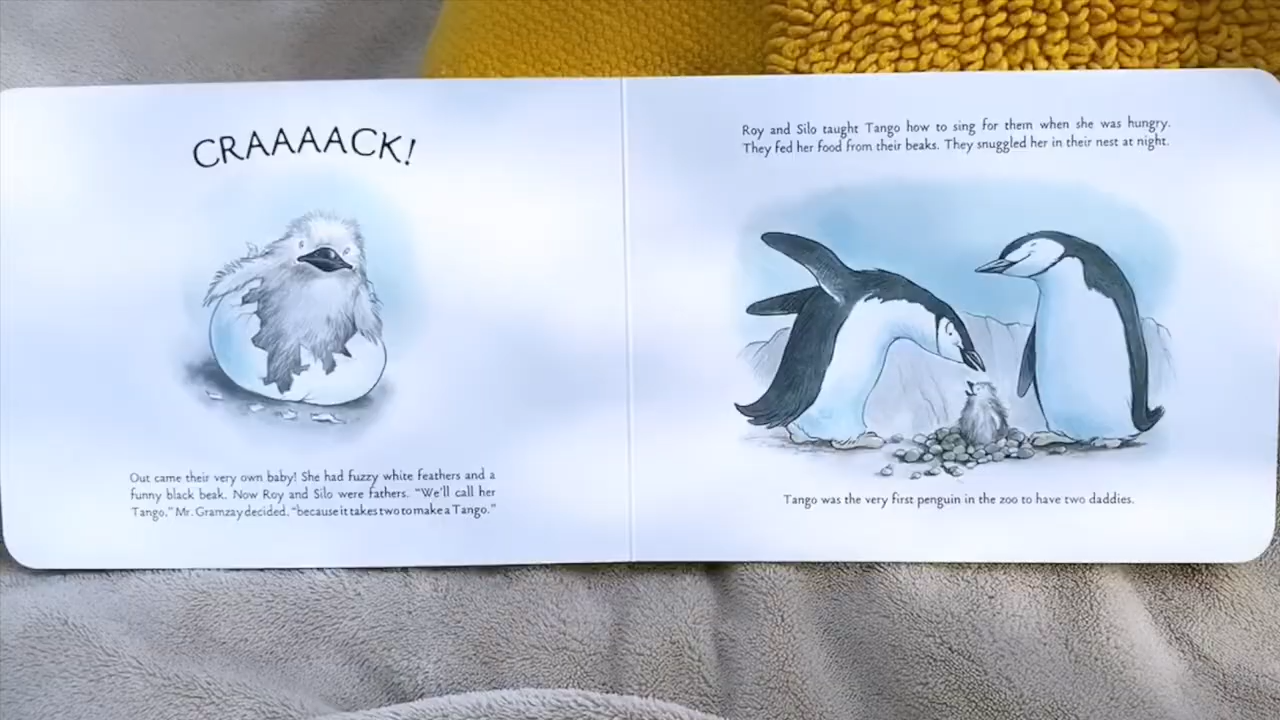 CRAAAACK!
Out came their very own baby! She had fuzzy white feathers and a
funny black beak. Now Roy and Silo were fathers. “We’ll call her
Tango,” Mr. Gramzay decided, “because it takes two to make a Tango.”
Roy and Silo taught Tango how to sing for them when she was hungry.
They fed her food from their beaks. They snuggled her in their nest at night.
Tango was the very first penguin in the zoo to have two daddies.